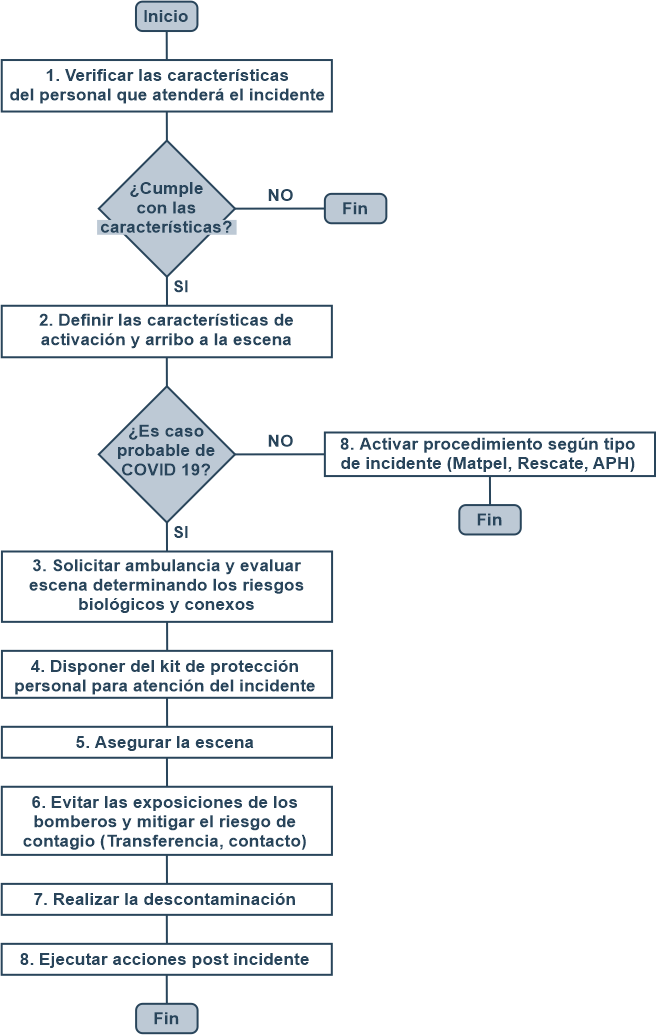 Inicio
1. Verificar las características
del personal que atenderá el incidente
¿Cumple
con las
características?
NO
Fin
SI
2. Definir las características de
activación y arribo a la escena
¿Es caso
probable de
COVID 19?
NO
8. Activar procedimiento según tipo
de incidente (Matpel, Rescate, APH)
Fin
SI
3. Solicitar ambulancia y evaluar
escena determinando los riesgos
biológicos y conexos
4. Disponer del kit de protección
personal para atención del incidente
5. Asegurar la escena
6. Evitar las exposiciones de los
bomberos y mitigar el riesgo de
contagio (Transferencia, contacto)
7. Realizar la descontaminación
8. Ejecutar acciones post incidente
Fin